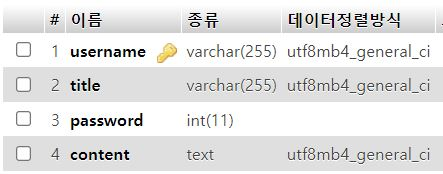 # 이름 종류 데이터정렬방식
1 username varchar(255) utf8mb4_general_ci
2 title varchar(255) utf8mb4_general_ci
3 password int(11)
4 content text utf8mb4_general_ci